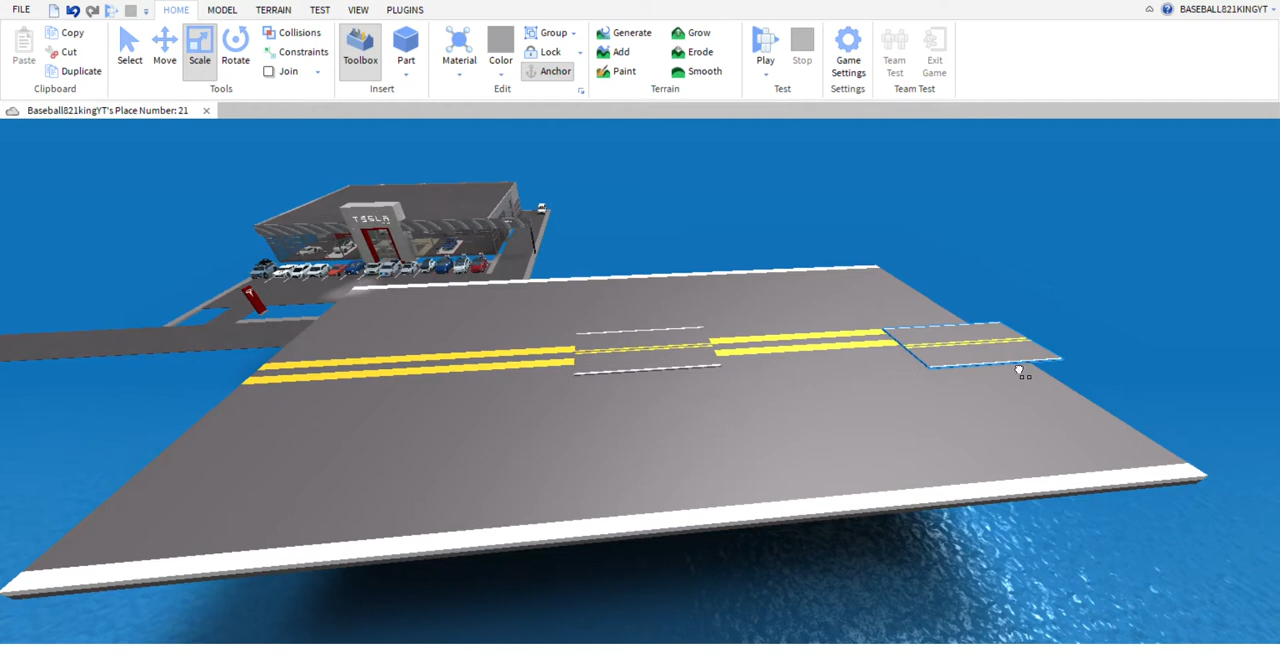 FILE HOME MODEL TERRAIN TEST VIEW PLUGINS BASEBALL821KINGYT
Paste Copy Cut Duplicate Clipboard
Select Move Scale Rotate Collisions Constraints Join Tools
Toolbox Part Insert
Material Color Group Lock Anchor Edit
Generate Add Paint Grow Erode Smooth Terrain
Play Stop Test
Game Settings Settings
Team Test Exit Game Team Test
Baseball821kingYT's Place Number: 21
TESLA